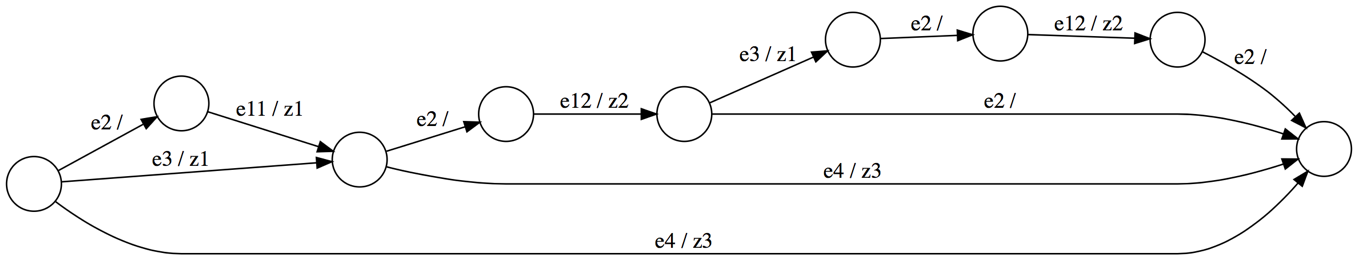 e2 /
e11 / z1
e3 / z1
e2 /
e12 / z2
e3 / z1
e2 /
e12 / z2
e2 /
e2 /
e4 / z3
e4 / z3